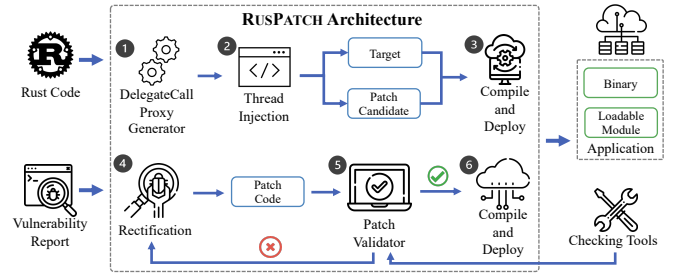 RUSPATCH Architecture
1
2
3
Rust Code
DelegateCall
Proxy
Generator
</>
Thread
Injection
Target
Patch
Candidate
Compile
and
Deploy
Binary
Loadable
Module
Application
4
5
6
Vulnerability
Report
Rectification
Patch
Code
Patch
Validator
Compile
and
Deploy
Checking Tools